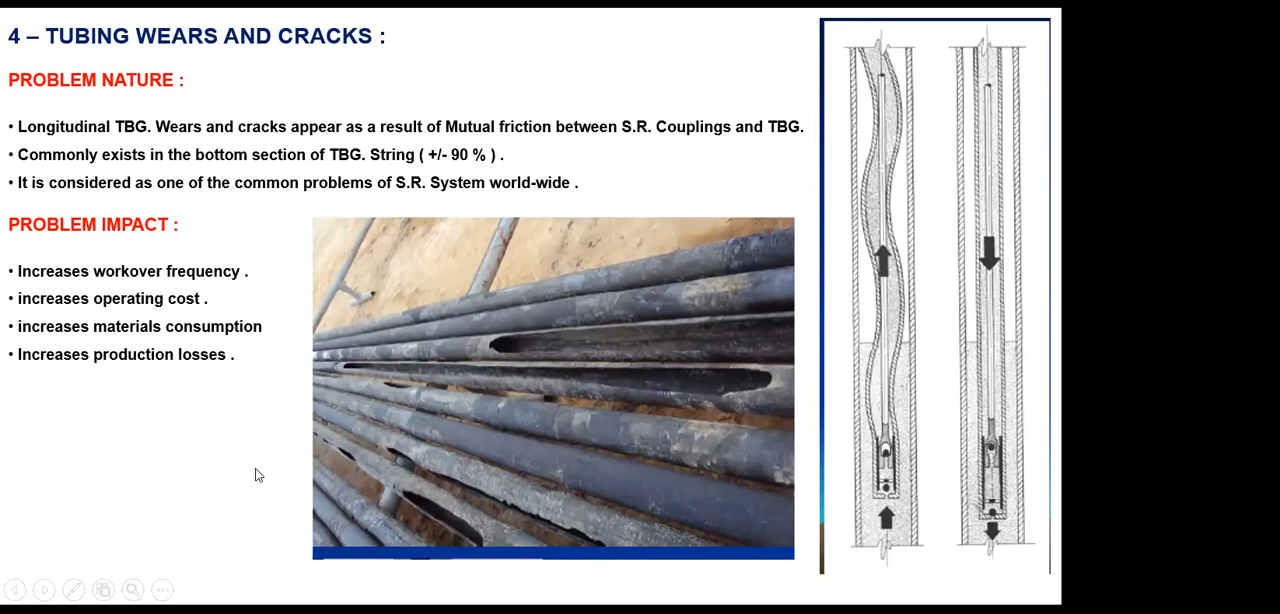 4 – TUBING WEARS AND CRACKS :
PROBLEM NATURE :
• Longitudinal TBG. Wears and cracks appear as a result of Mutual friction between S.R. Couplings and TBG.
• Commonly exists in the bottom section of TBG. String ( +/- 90 % ) .
• It is considered as one of the common problems of S.R. System world-wide .
PROBLEM IMPACT :
• Increases workover frequency .
• increases operating cost .
• increases materials consumption
• Increases production losses .